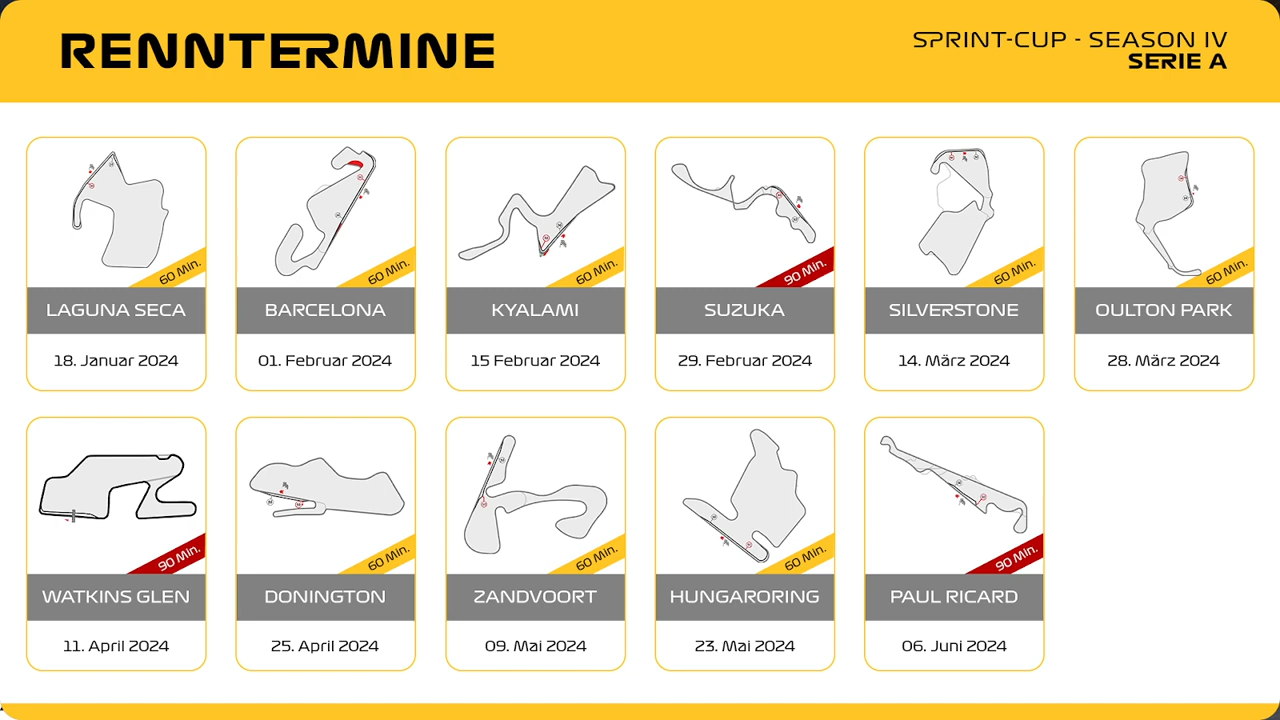 RENNTERMINE
SPRINT-CUP - SEASON IV
SERIE A
60 Min.
LAGUNA SECA
18. Januar 2024
60 Min.
BARCELONA
01. Februar 2024
60 Min.
KYALAMI
15 Februar 2024
90 Min.
SUZUKA
29. Februar 2024
60 Min.
SILVERSTONE
14. März 2024
60 Min.
OULTON PARK
28. März 2024
90 Min.
WATKINS GLEN
11. April 2024
60 Min.
DONINGTON
25. April 2024
60 Min.
ZANDVOORT
09. Mai 2024
60 Min.
HUNGARORING
23. Mai 2024
90 Min.
PAUL RICARD
06. Juni 2024